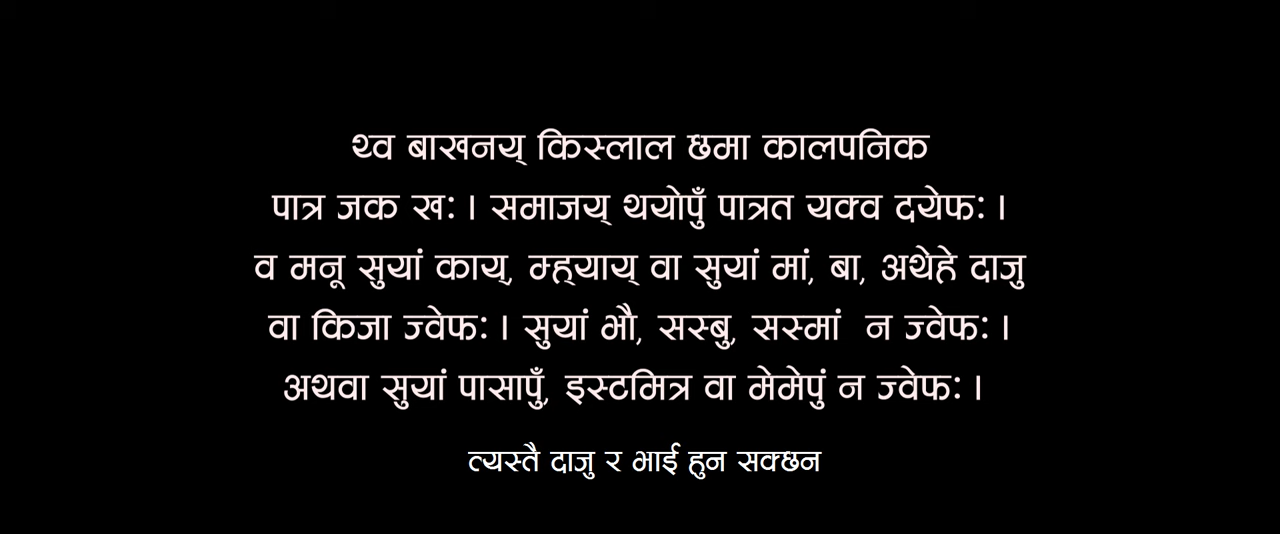 थ्व बाखनय् किस्लाल छमा कालपनिक
पात्र जक खः । समाजय् थयोपुँ पात्रत यक्व दयेफः ।
व मनू सुयां काय्, म्ह्याय् वा सुयां मां, बा, अथेहे दाजु
वा किजा ज्वेफः । सुयां भौ, सस्बु, सस्मां न ज्वेफः ।
अथवा सुयां पासापुँ, इस्टमित्र वा मेमेपुं न ज्वेफः ।
त्यस्तै दाजु र भाई हुन सक्छन